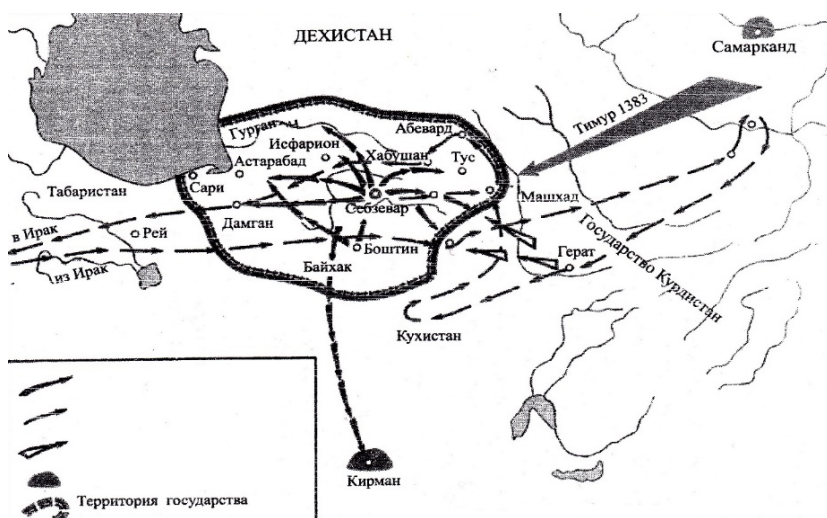 ДЕХИСТАН
Самарканд
Тимур 1383
Гурган
Абевард
Исфарион
Хабушан
Тус
Астарабад
Сари
Табаристан
Машхад
Себзевар
Дамган
Рей
в Ирак
Государство Курдистан
Боштин
Герат
Байхак
из Ирак
Кухистан
Кирман
Территория государства